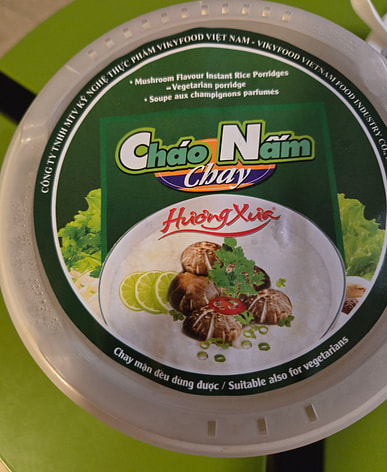 CÔNG TY TNHH MTV KỸ NGHỆ THỰC PHẨM VIKYFOOD VIỆT NAM - VIKYFOOD VIETNAM FOOD INDUSTRY CO.
• Mushroom Flavour Instant Rice Porridges
– Vegetarian porridge
• Soupe aux champignons parfumés
Cháo Nấm
Chay
Hương Xưa
Chay mặn đều dùng được / Suitable also for vegetarians